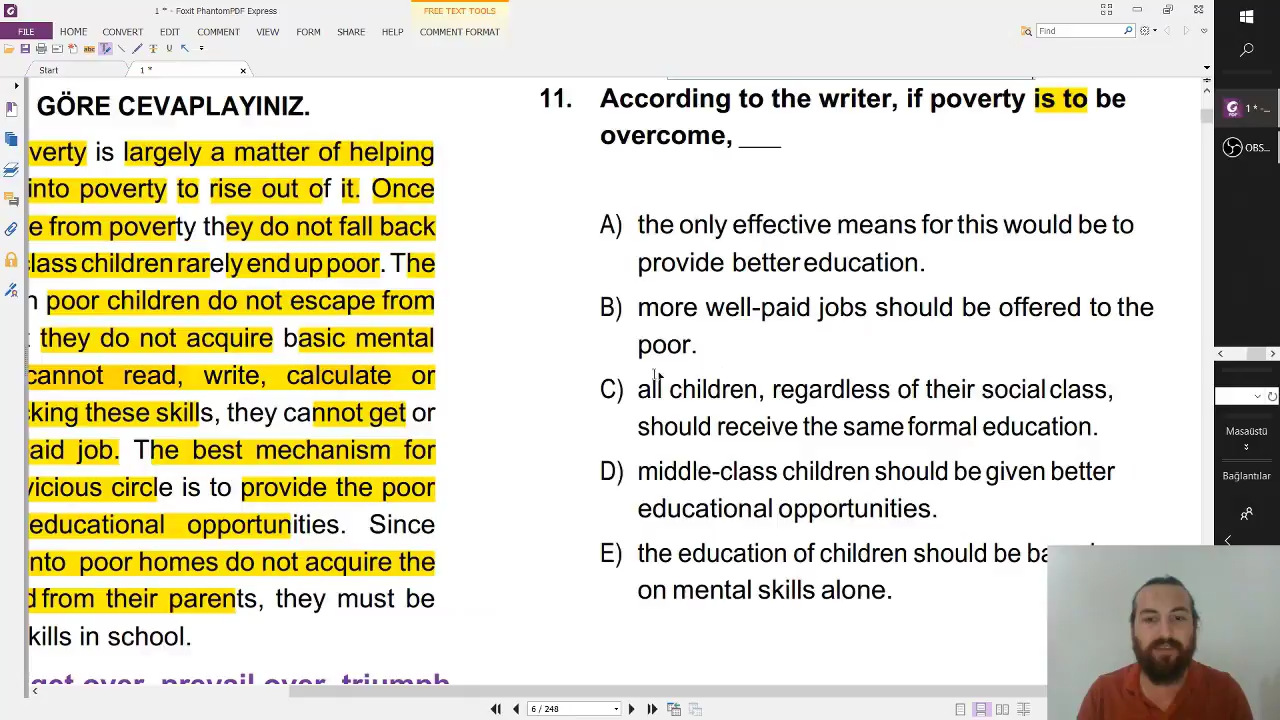 1 * - Foxit PhantomPDF Express
FREE TEXT TOOLS
FILE HOME CONVERT EDIT COMMENT VIEW FORM SHARE HELP COMMENT FORMAT
Find
Start
1 *
GÖRE CEVAPLAYINIZ.
verty is largely a matter of helping
into poverty to rise out of it. Once
e from poverty they do not fall back
class children rarely end up poor. The
n poor children do not escape from
they do not acquire basic mental
cannot read, write, calculate or
cking these skills, they cannot get or
aid job. The best mechanism for
vicious circle is to provide the poor
educational opportunities. Since
nto poor homes do not acquire the
d from their parents, they must be
kills in school.
get over, prevail over, triumph
11. According to the writer, if poverty is to be
overcome, ___
A) the only effective means for this would be to
provide better education.
B) more well-paid jobs should be offered to the
poor.
C) all children, regardless of their social class,
should receive the same formal education.
D) middle-class children should be given better
educational opportunities.
E) the education of children should be ba
on mental skills alone.
6 / 248
1 * -...
OBS...
Masaüstü
Bağlantılar